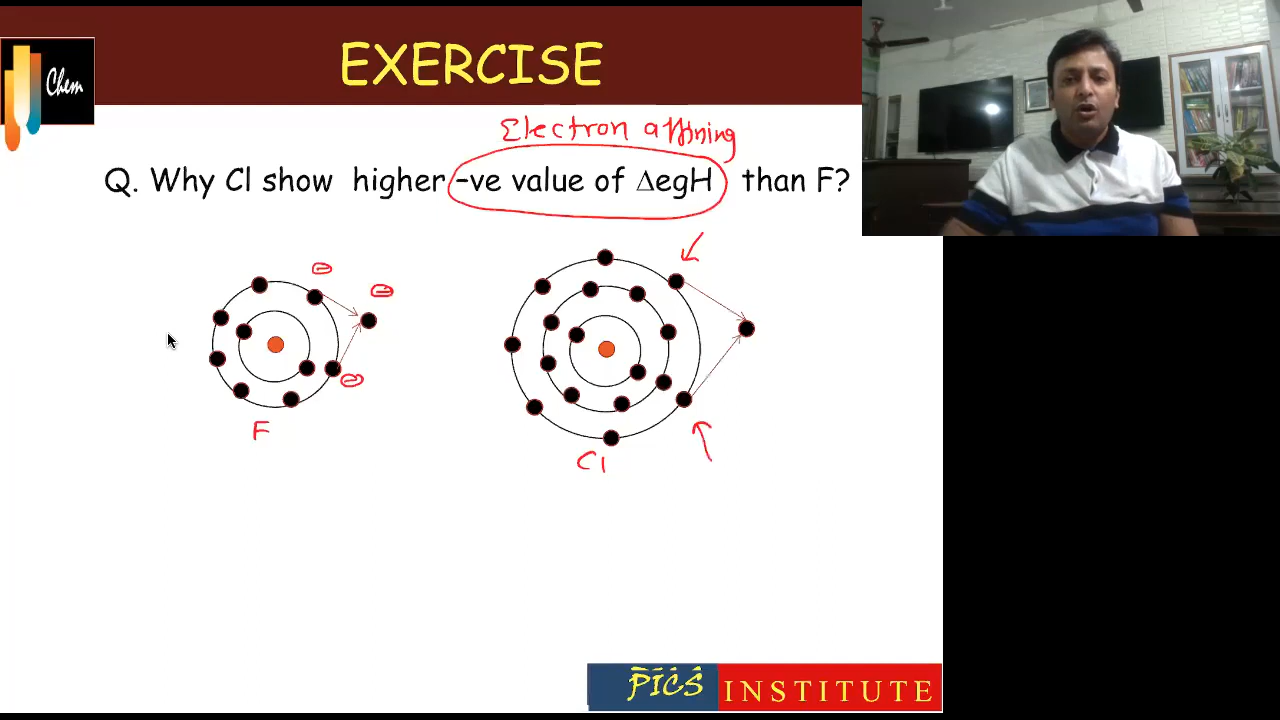 EXERCISE
Chem
Electron affining
Q. Why Cl show higher -ve value of ΔegH than F?
F
Cl
PICS INSTITUTE